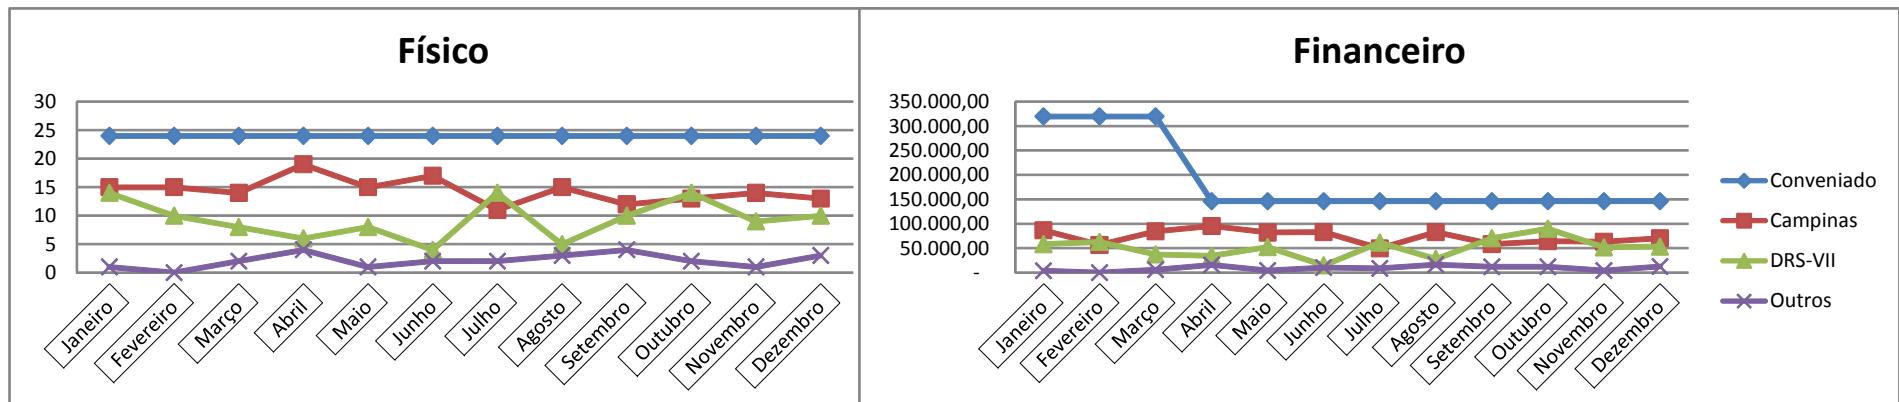 Físico
30
25
20
15
10
5
0
Janeiro
Fevereiro
Março
Abril
Maio
Junho
Julho
Agosto
Setembro
Outubro
Novembro
Dezembro
Financeiro
350.000,00
300.000,00
250.000,00
200.000,00
150.000,00
100.000,00
50.000,00
-
Janeiro
Fevereiro
Março
Abril
Maio
Junho
Julho
Agosto
Setembro
Outubro
Novembro
Dezembro
Conveniado
Campinas
DRS-VII
Outros